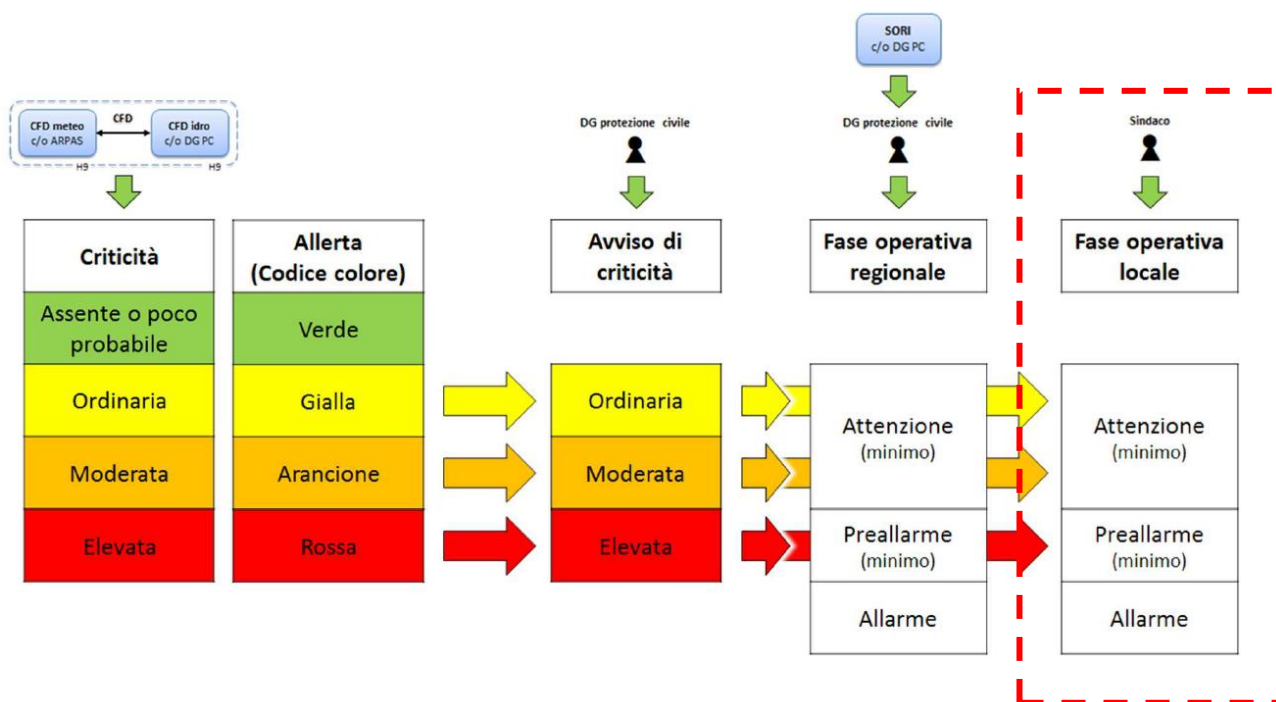 SORI
c/o DG PC
CFD meteo
c/o ARPAS
CFD
CFD idro
c/o DG PC
H9
H9
DG protezione civile
DG protezione civile
Sindaco
Criticità
Allerta
(Codice colore)
Avviso di
criticità
Fase operativa
regionale
Fase operativa
locale
Assente o poco
probabile
Verde
Ordinaria
Gialla
Ordinaria
Attenzione
(minimo)
Attenzione
(minimo)
Moderata
Arancione
Moderata
Elevata
Rossa
Elevata
Preallarme
(minimo)
Preallarme
(minimo)
Allarme
Allarme